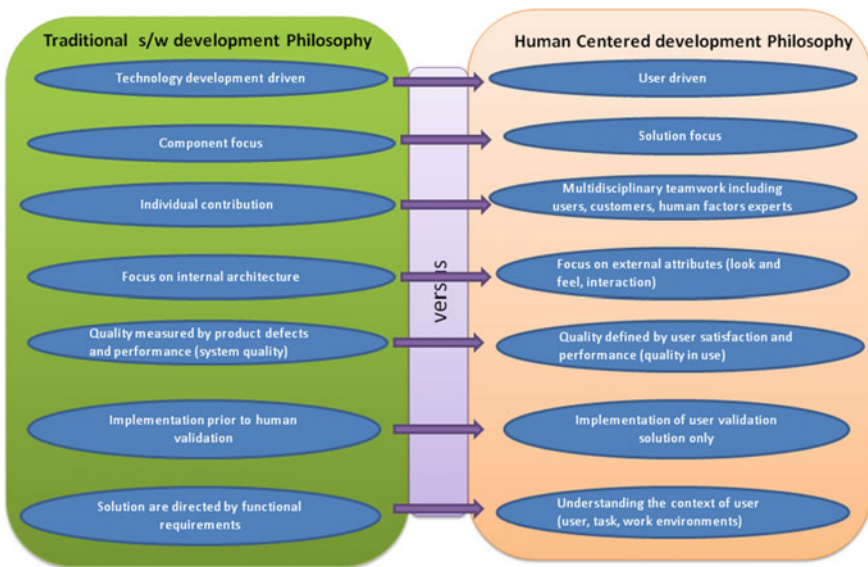 Traditional s/w development Philosophy
Human Centered development Philosophy
Technology development driven
User driven
Component focus
Solution focus
Individual contribution
Multidisciplinary teamwork including
users, customers, human factors experts
Focus on internal architecture
Focus on external attributes (look and
feel, interaction)
versus
Quality measured by product defects
and performance (system quality)
Quality defined by user satisfaction and
performance (quality in use)
Implementation prior to human
validation
Implementation of user validation
solution only
Solution are directed by functional
requirements
Understanding the context of user
(user, task, work environments)